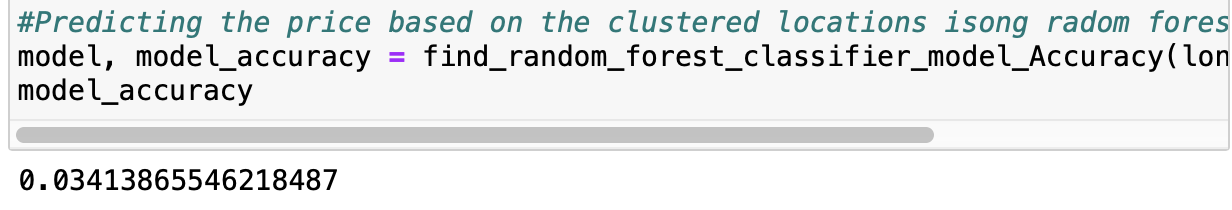 #Predicting the price based on the clustered locations isong radom fores
model, model_accuracy = find_random_forest_classifier_model_Accuracy(lon
model_accuracy
0.03413865546218487